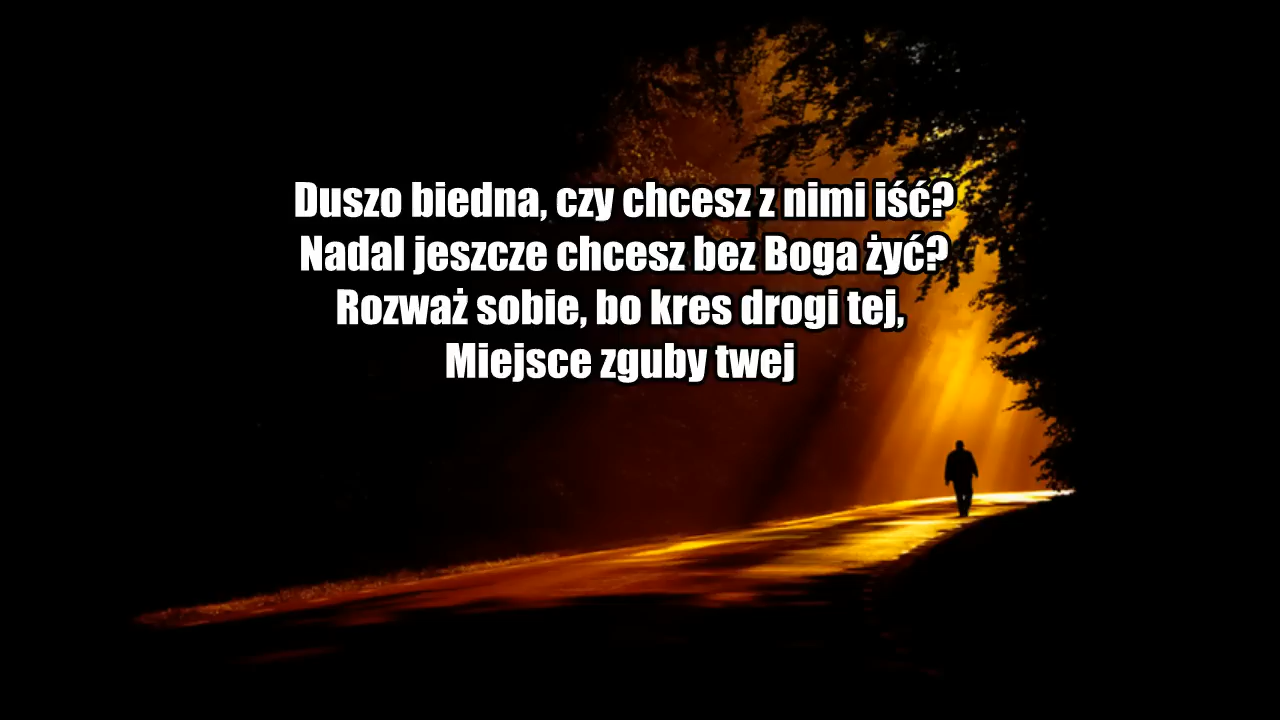 Duszo biedna, czy chcesz z nimi iść?
Nadal jeszcze chcesz bez Boga żyć?
Rozważ sobie, bo kres drogi tej,
Miejsce zguby twej